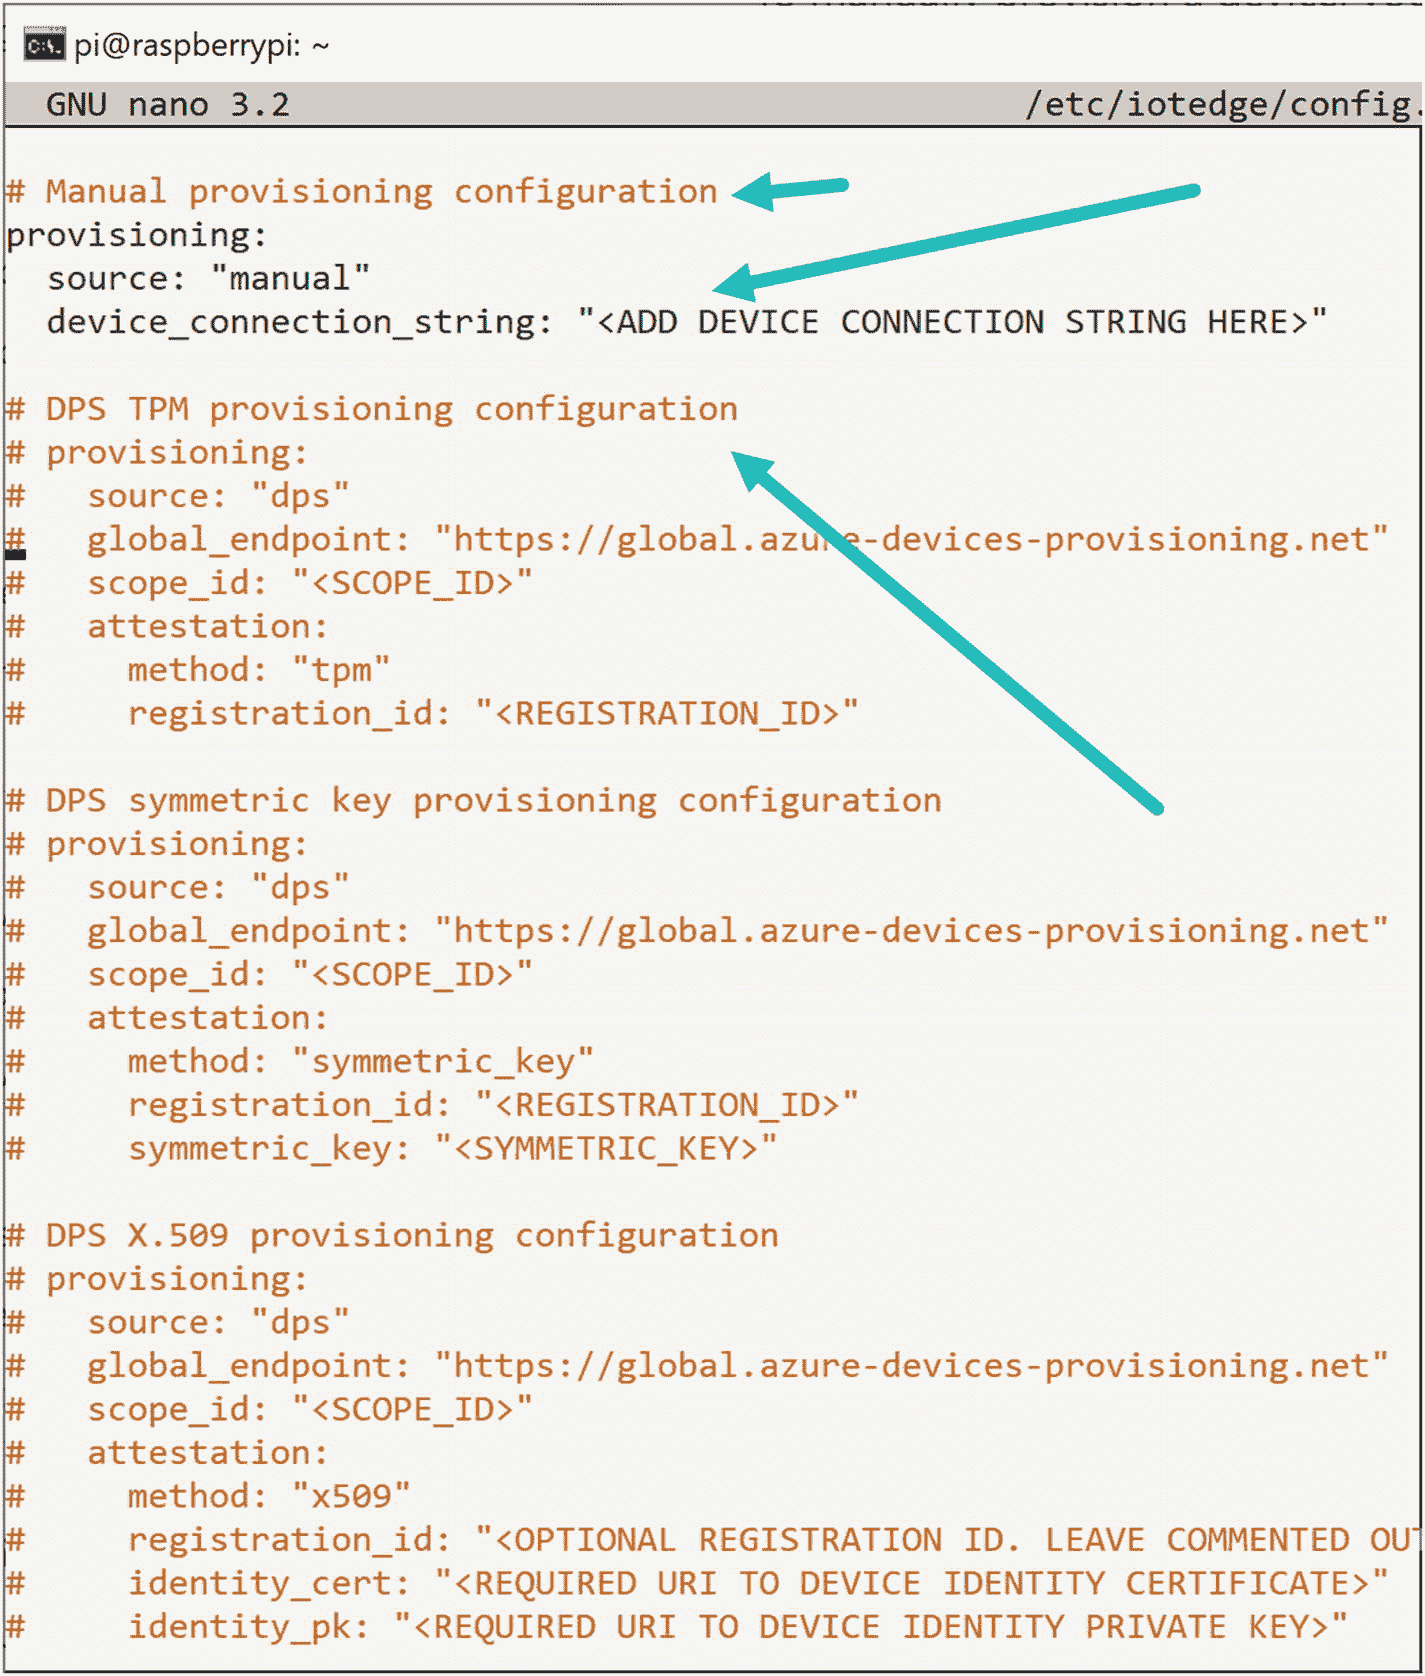 pi@raspberrypi: ~
GNU nano 3.2 /etc/iotedge/config.
# Manual provisioning configuration
provisioning:
  source: "manual"
  device_connection_string: "<ADD DEVICE CONNECTION STRING HERE>"
# DPS TPM provisioning configuration
# provisioning:
#   source: "dps"
#   global_endpoint: "https://global.azure-devices-provisioning.net"
#   scope_id: "<SCOPE_ID>"
#   attestation:
#     method: "tpm"
#     registration_id: "<REGISTRATION_ID>"
# DPS symmetric key provisioning configuration
# provisioning:
#   source: "dps"
#   global_endpoint: "https://global.azure-devices-provisioning.net"
#   scope_id: "<SCOPE_ID>"
#   attestation:
#     method: "symmetric_key"
#     registration_id: "<REGISTRATION_ID>"
#     symmetric_key: "<SYMMETRIC_KEY>"
# DPS X.509 provisioning configuration
# provisioning:
#   source: "dps"
#   global_endpoint: "https://global.azure-devices-provisioning.net"
#   scope_id: "<SCOPE_ID>"
#   attestation:
#     method: "x509"
#     registration_id: "<OPTIONAL REGISTRATION ID. LEAVE COMMENTED OUT
#     identity_cert: "<REQUIRED URI TO DEVICE IDENTITY CERTIFICATE>"
#     identity_pk: "<REQUIRED URI TO DEVICE IDENTITY PRIVATE KEY>"